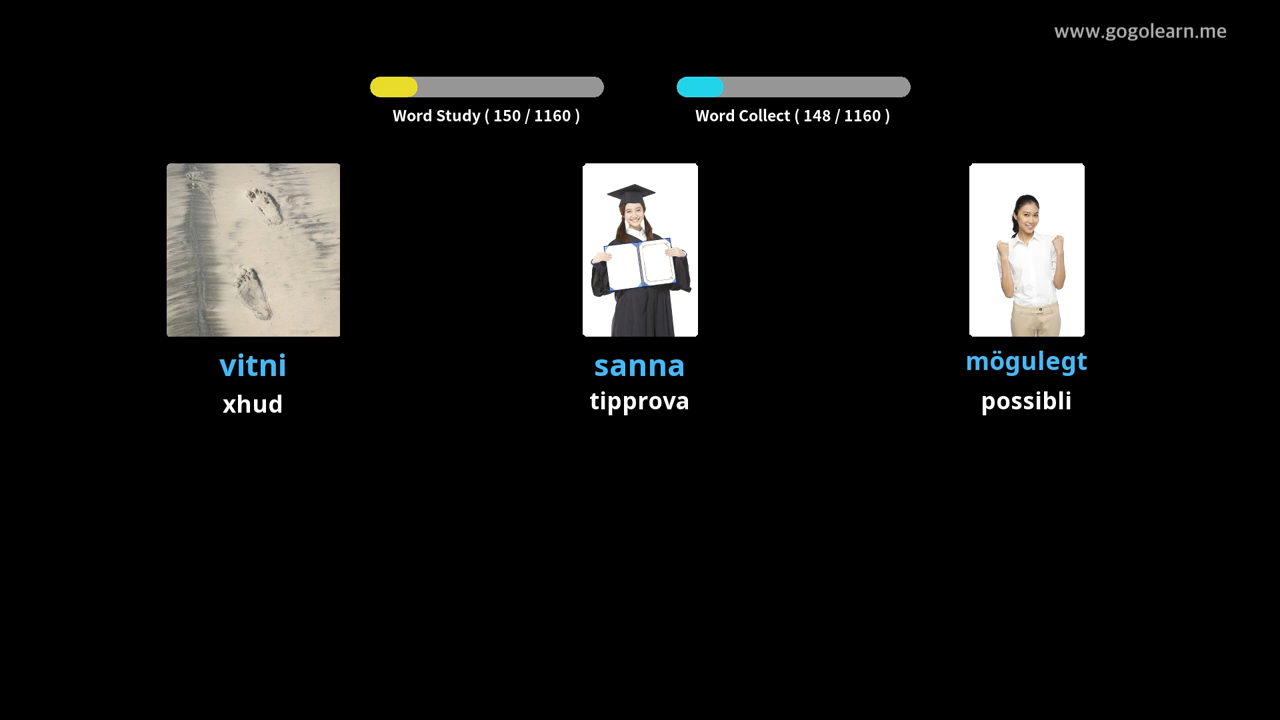 www.gogolearn.me
Word Study ( 150 / 1160 )
Word Collect ( 148 / 1160 )
vitni
sanna
mögulegt
xhud
tipprova
possibli